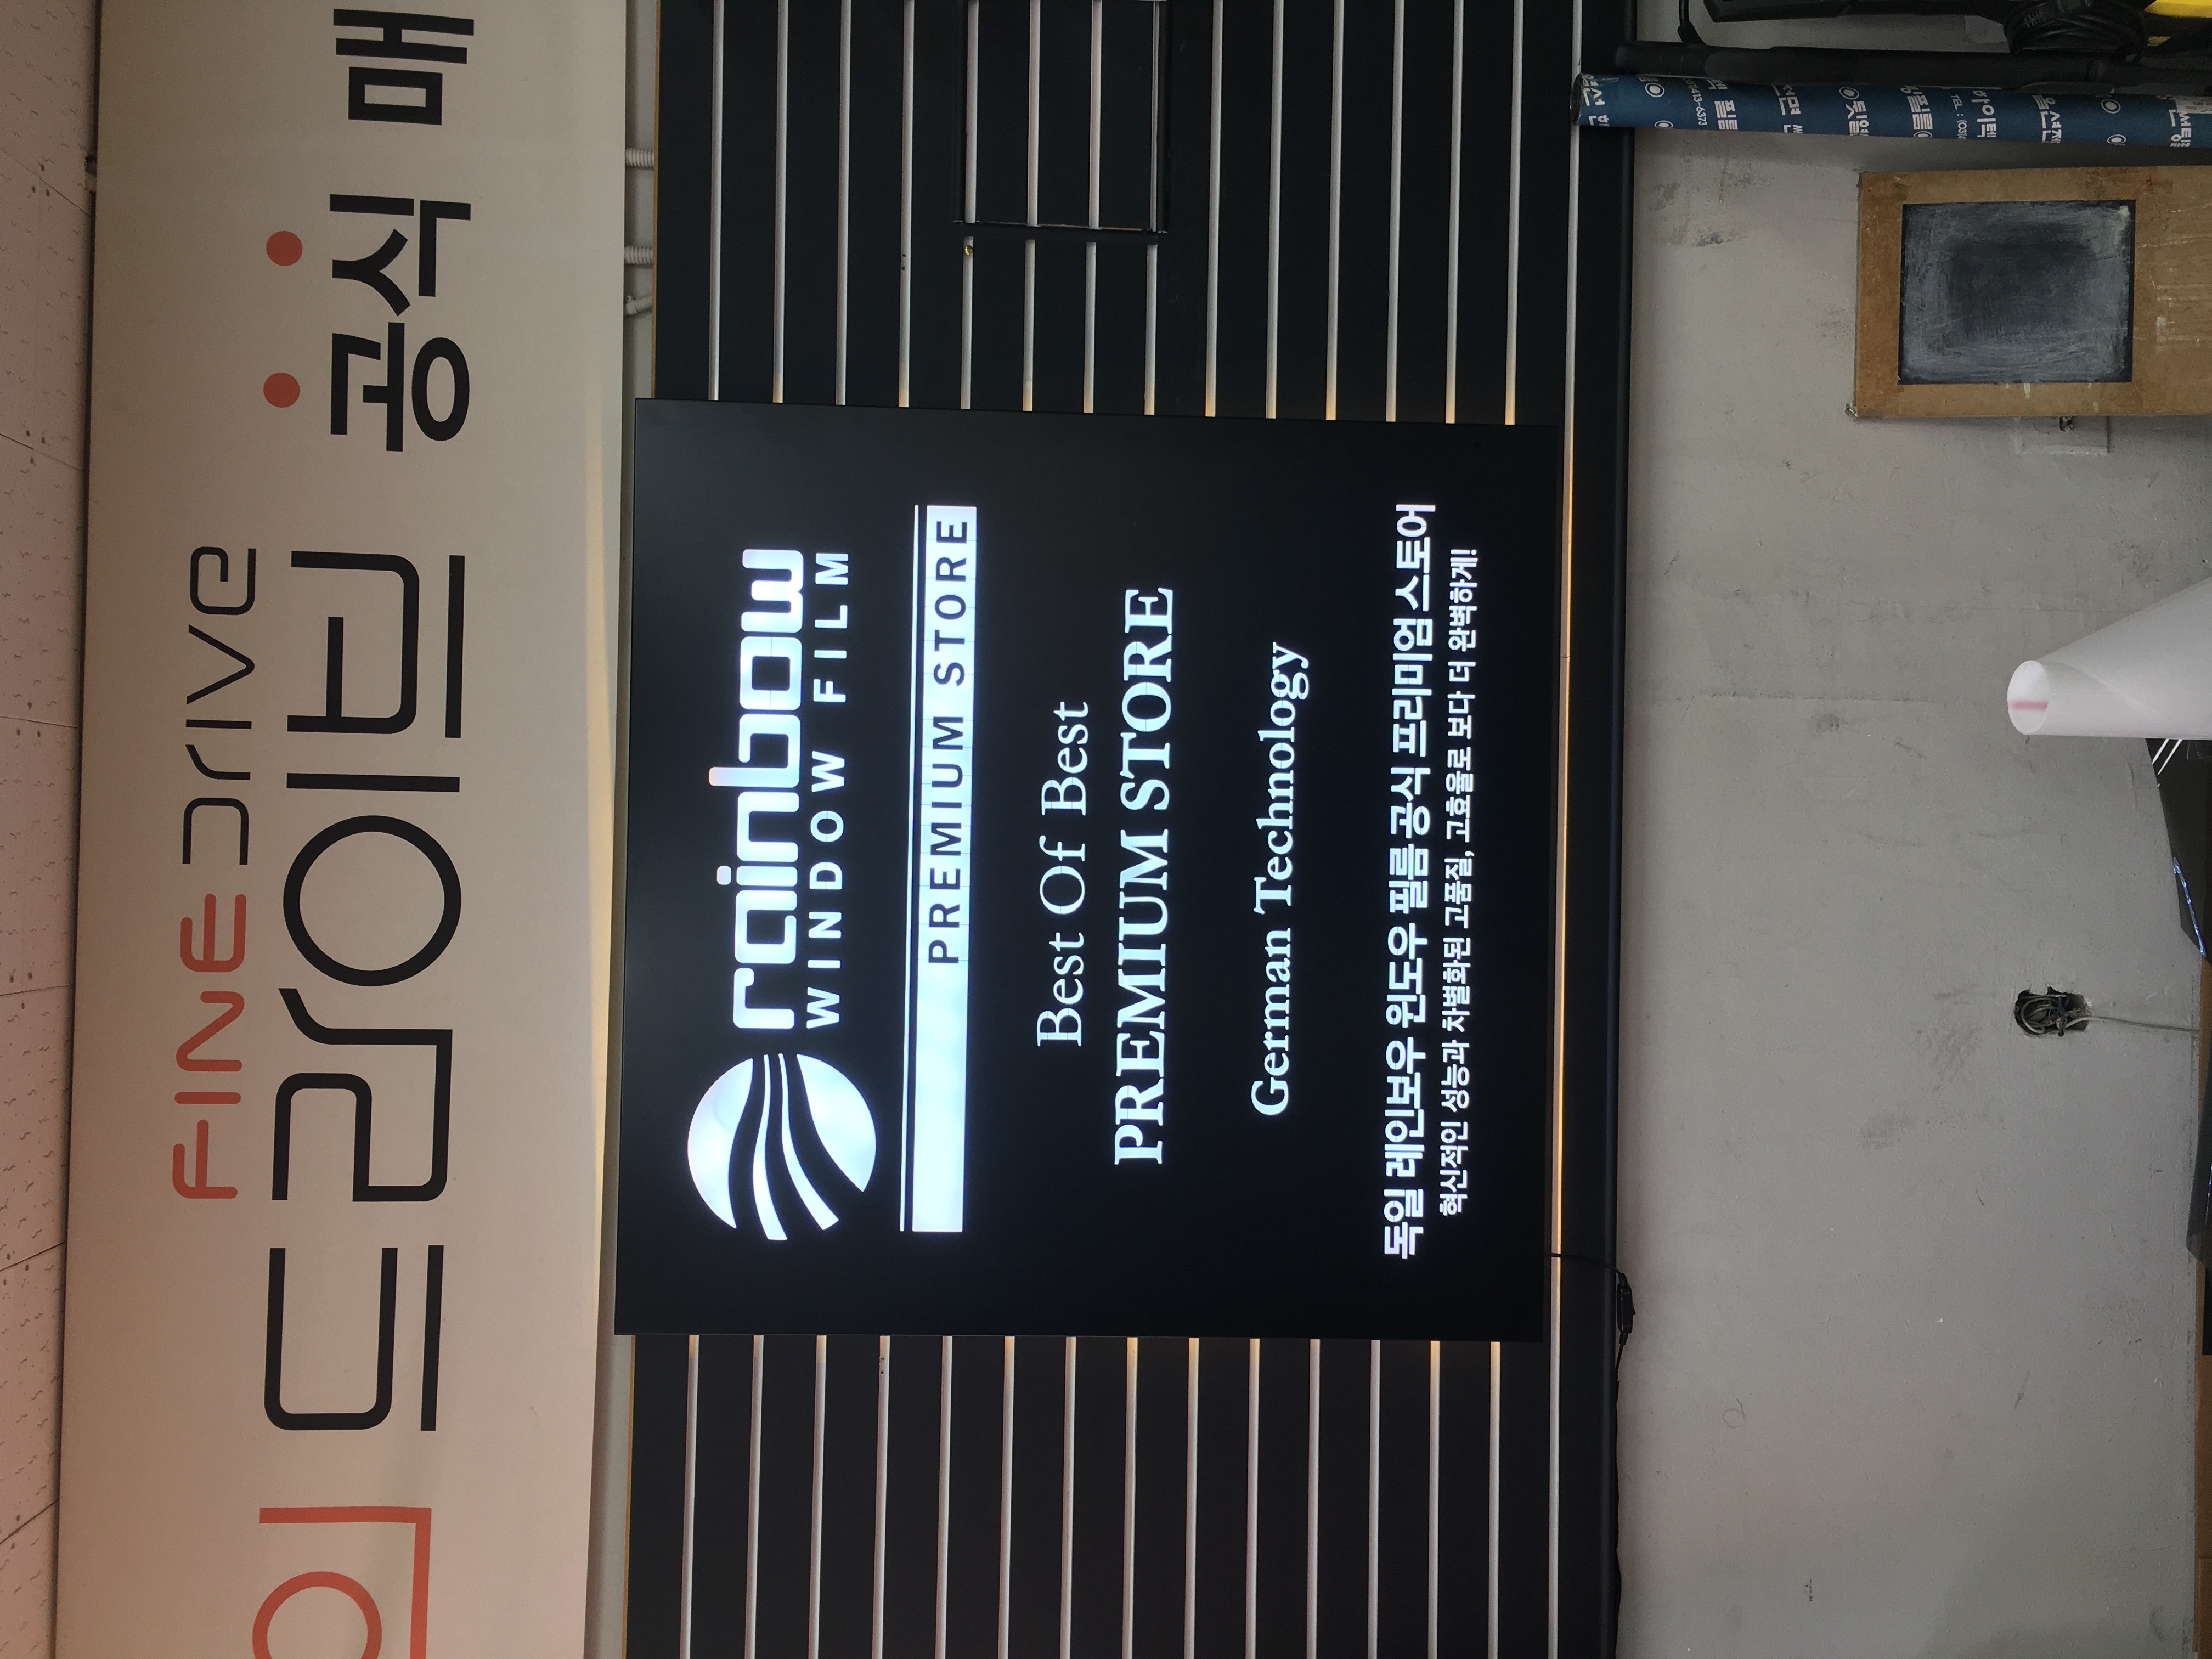 FINE DRIVE
드라이브 공식 매
rainbow
WINDOW FILM
PREMIUM STORE
Best Of Best
PREMIUM STORE
German Technology
독일 레인보우 윈도우 필름 공식 프리미엄 스토어
혁신적인 성능과 차별화된 고품질, 고효율로 보다 더 완벽하게!